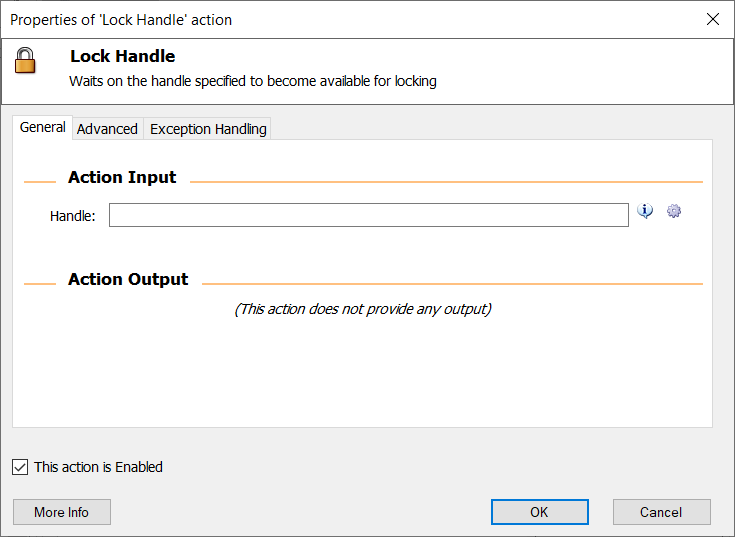 Properties of 'Lock Handle' action
Lock Handle
Waits on the handle specified to become available for locking
General Advanced Exception Handling
Action Input
Handle:
Action Output
(This action does not provide any output)
This action is Enabled
More Info OK Cancel